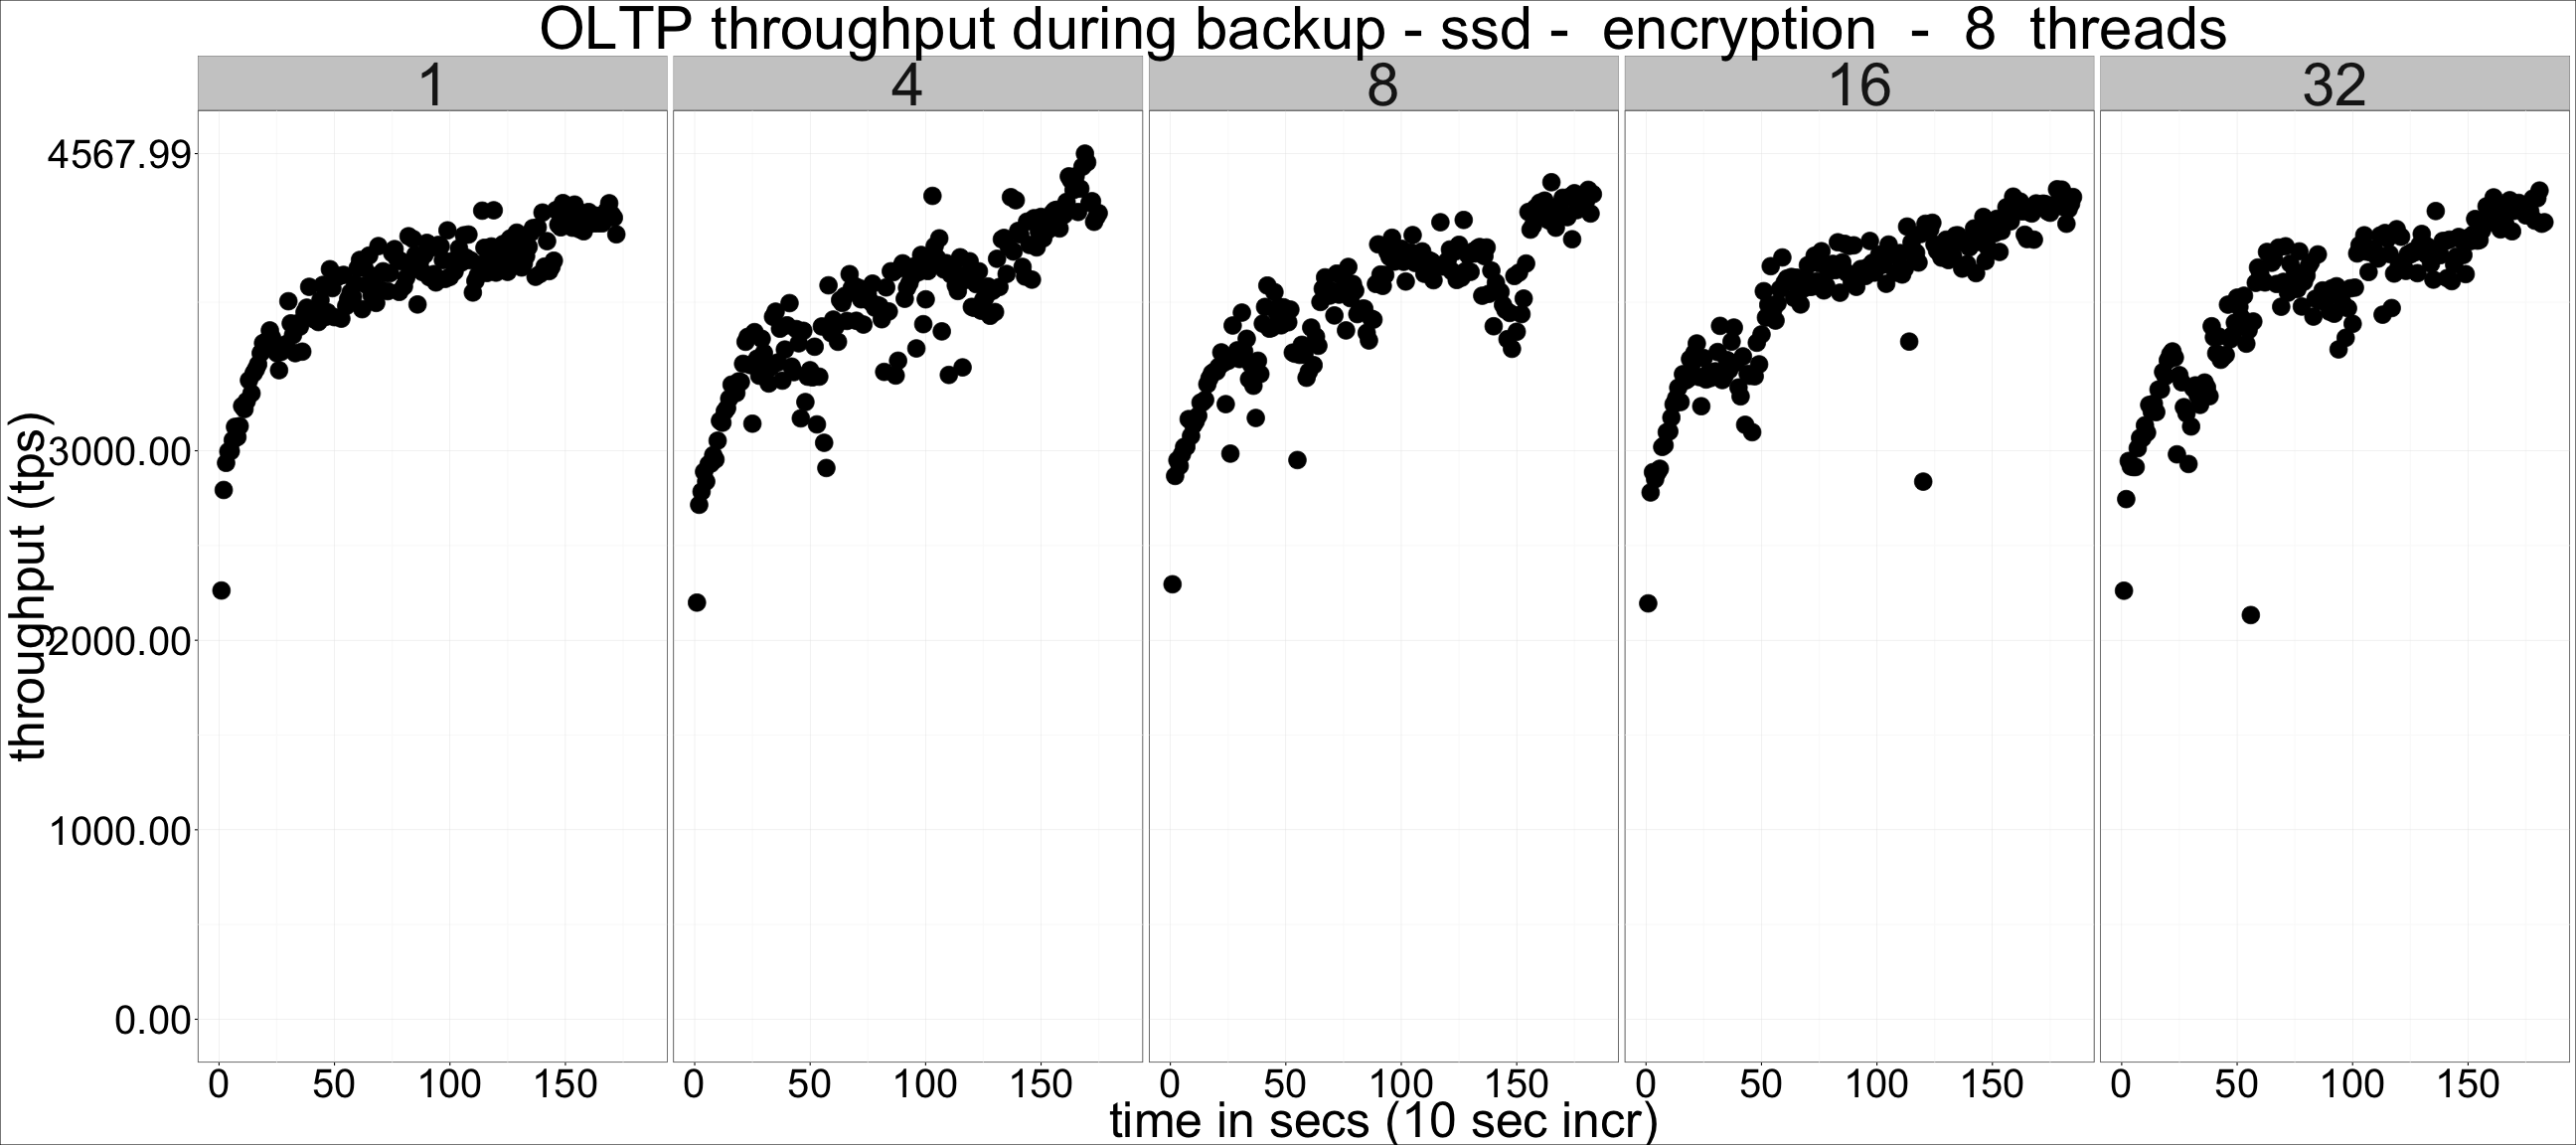 OLTP throughput during backup - ssd -  encryption  -  8  threads
1 4 8 16 32
throughput (tps)
4567.99
3000.00
2000.00
1000.00
0.00
0 50 100 150 0 50 100 150 0 50 100 150 0 50 100 150 0 50 100 150
time in secs (10 sec incr)